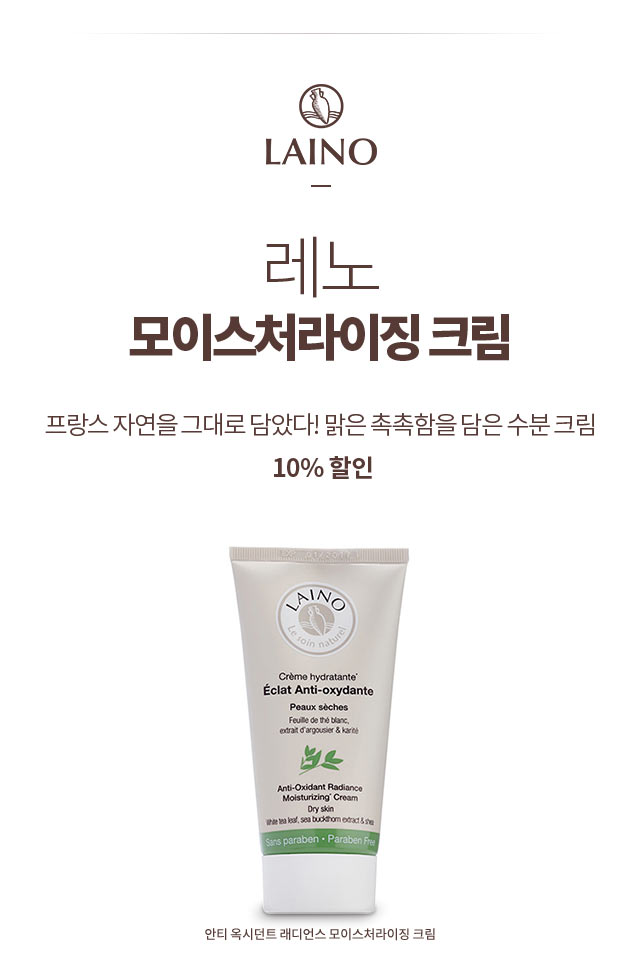 LAINO
레노
모이스처라이징 크림
프랑스 자연을 그대로 담았다! 맑은 촉촉함을 담은 수분 크림
10% 할인
LAINO
Le soin naturel
Crème hydratante*
Éclat Anti-oxydante
Peaux sèches
Feuille de thé blanc,
extrait d'argousier & karité
Anti-Oxidant Radiance
Moisturizing* Cream
Dry skin
White tea leaf, sea buckthorn extract & shea
Sans paraben • Paraben Free
안티 옥시던트 래디언스 모이스처라이징 크림